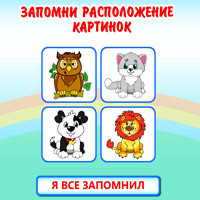 ЗАПОМНИ РАСПОЛОЖЕНИЕ
КАРТИНОК
Я ВСЕ ЗАПОМНИЛ